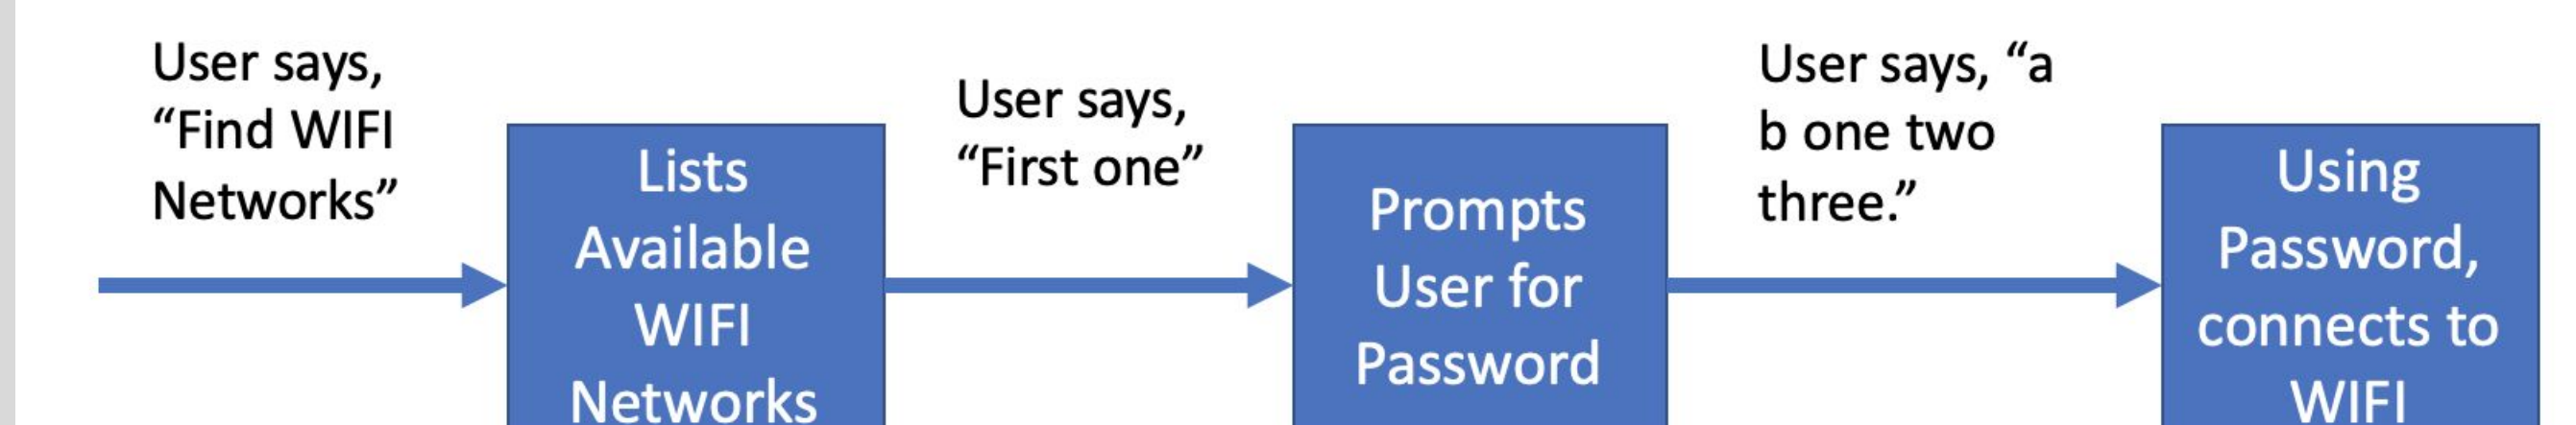 User says,
“Find WIFI
Networks”
Lists
Available
WIFI
Networks
User says,
“First one”
Prompts
User for
Password
User says, “a
b one two
three.”
Using
Password,
connects to
WIFI